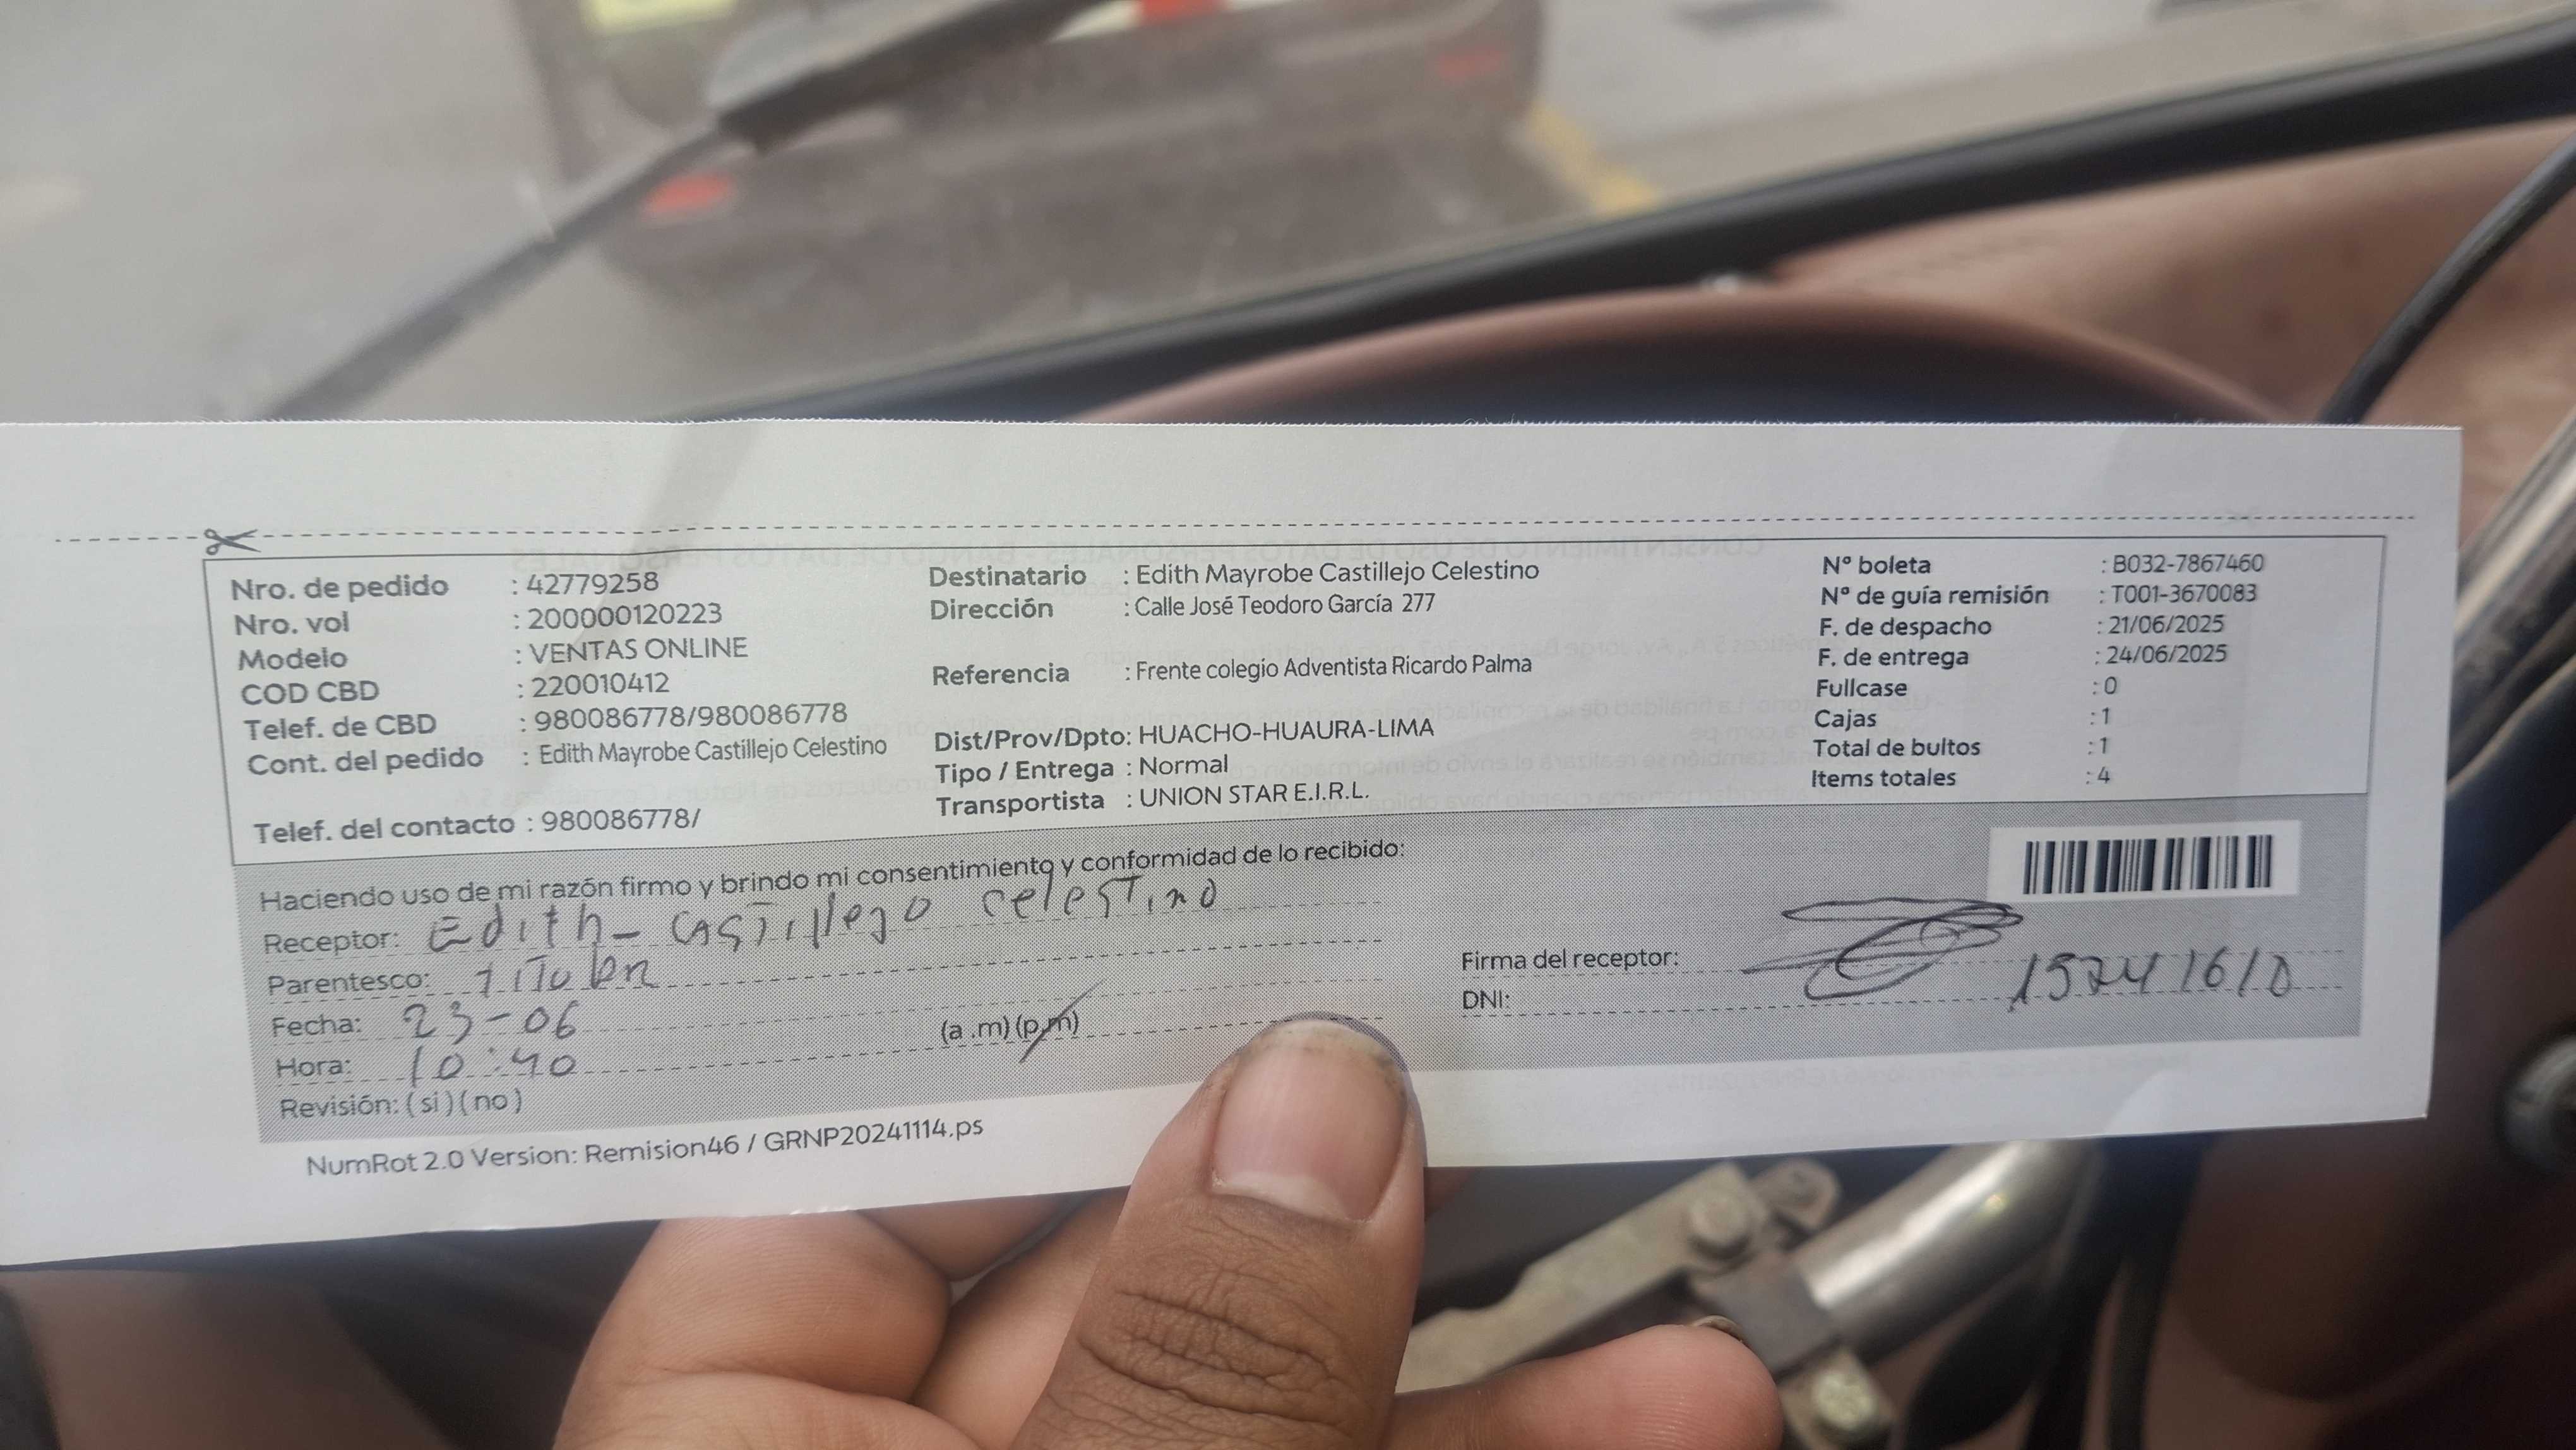 Nro. de pedido : 42779258
Nro. vol : 200000120223
Modelo : VENTAS ONLINE
COD CBD : 220010412
Telef. de CBD : 980086778/980086778
Cont. del pedido : Edith Mayrobe Castillejo Celestino
Telef. del contacto : 980086778/
Destinatario : Edith Mayrobe Castillejo Celestino
Dirección : Calle José Teodoro García 277
Referencia : Frente colegio Adventista Ricardo Palma
Dist/Prov/Dpto: HUACHO-HUAURA-LIMA
Tipo / Entrega : Normal
Transportista : UNION STAR E.I.R.L.
Nº boleta : B032-7867460
Nº de guía remisión : T001-3670083
F. de despacho : 21/06/2025
F. de entrega : 24/06/2025
Fullcase : 0
Cajas : 1
Total de bultos : 1
Items totales : 4
Haciendo uso de mi razón firmo y brindo mi consentimiento y conformidad de lo recibido:
Receptor: Edith - Castillejo Celestino
Parentesco:
Fecha: 23-06
Hora: 10:40 (a .m) (p.m)
Revisión: ( si ) ( no )
Firma del receptor:
DNI: 15741610
NumRot 2.0 Version: Remision46 / GRNP20241114.ps